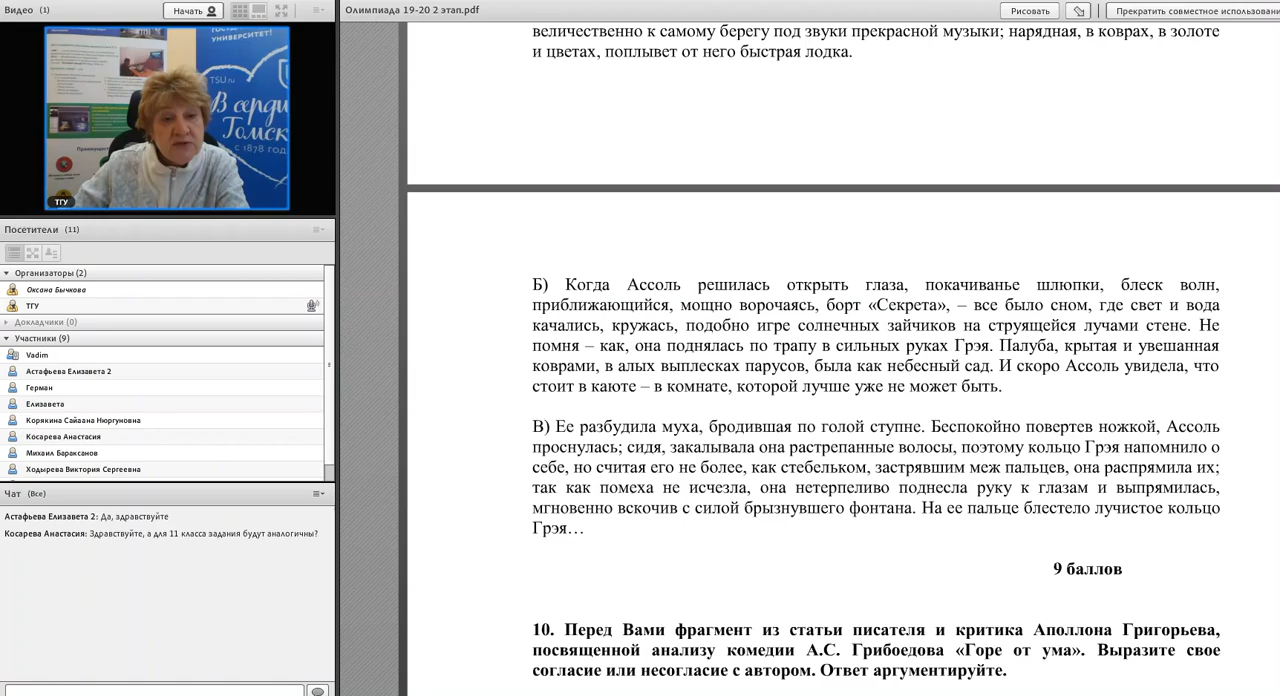 Видео (1)
Начать
ТОСУД
УНИВЕРСИТЕТ!
TSU.ru
В серди
Томск
с 1878 год
ТГУ
Посетители (11)
Организаторы (2)
Оксана Бычкова
ТГУ
Докладчики (0)
Участники (9)
Vadim
Астафьева Елизавета 2
Герман
Елизавета
Корякина Сайаана Нюргуновна
Косарева Анастасия
Михаил Бараксанов
Ходырева Виктория Сергеевна
Чат (Все)
Астафьева Елизавета 2: Да, здравствуйте
Косарева Анастасия: Здравствуйте, а для 11 класса задания будут аналогичны?
Олимпиада 19-20 2 этап.pdf
Рисовать
Прекратить совместное использовани
величественно к самому берегу под звуки прекрасной музыки; нарядная, в коврах, в золоте
и цветах, поплывет от него быстрая лодка.
Б) Когда Ассоль решилась открыть глаза, покачиванье шлюпки, блеск волн,
приближающийся, мощно ворочаясь, борт «Секрета», – все было сном, где свет и вода
качались, кружась, подобно игре солнечных зайчиков на струящейся лучами стене. Не
помня – как, она поднялась по трапу в сильных руках Грэя. Палуба, крытая и увешанная
коврами, в алых выплесках парусов, была как небесный сад. И скоро Ассоль увидела, что
стоит в каюте – в комнате, которой лучше уже не может быть.
В) Ее разбудила муха, бродившая по голой ступне. Беспокойно повертев ножкой, Ассоль
проснулась; сидя, закалывала она растрепанные волосы, поэтому кольцо Грэя напомнило о
себе, но считая его не более, как стебельком, застрявшим меж пальцев, она распрямила их;
так как помеха не исчезла, она нетерпеливо поднесла руку к глазам и выпрямилась,
мгновенно вскочив с силой брызнувшего фонтана. На ее пальце блестело лучистое кольцо
Грэя…
9 баллов
10. Перед Вами фрагмент из статьи писателя и критика Аполлона Григорьева,
посвященной анализу комедии А.С. Грибоедова «Горе от ума». Выразите свое
согласие или несогласие с автором. Ответ аргументируйте.